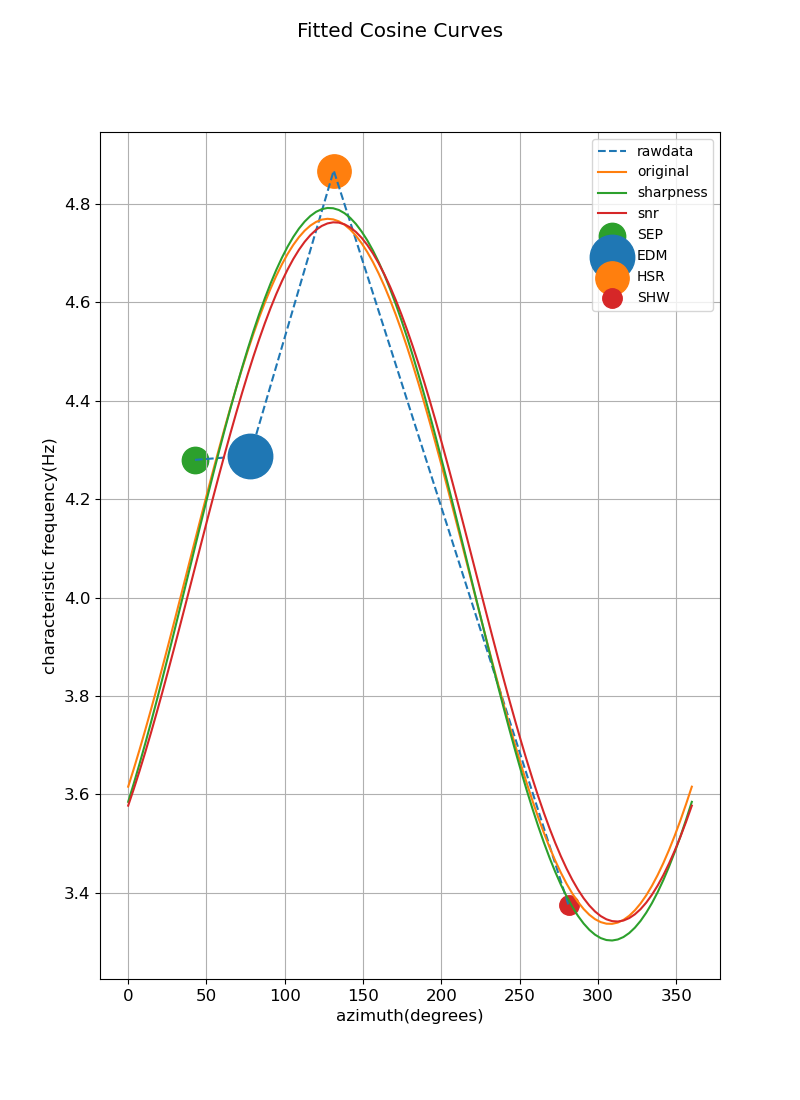 Fitted Cosine Curves
rawdata
original
sharpness
snr
SEP
EDM
HSR
SHW
4.8
4.6
4.4
4.2
4.0
3.8
3.6
3.4
characteristic frequency(Hz)
0 50 100 150 200 250 300 350
azimuth(degrees)